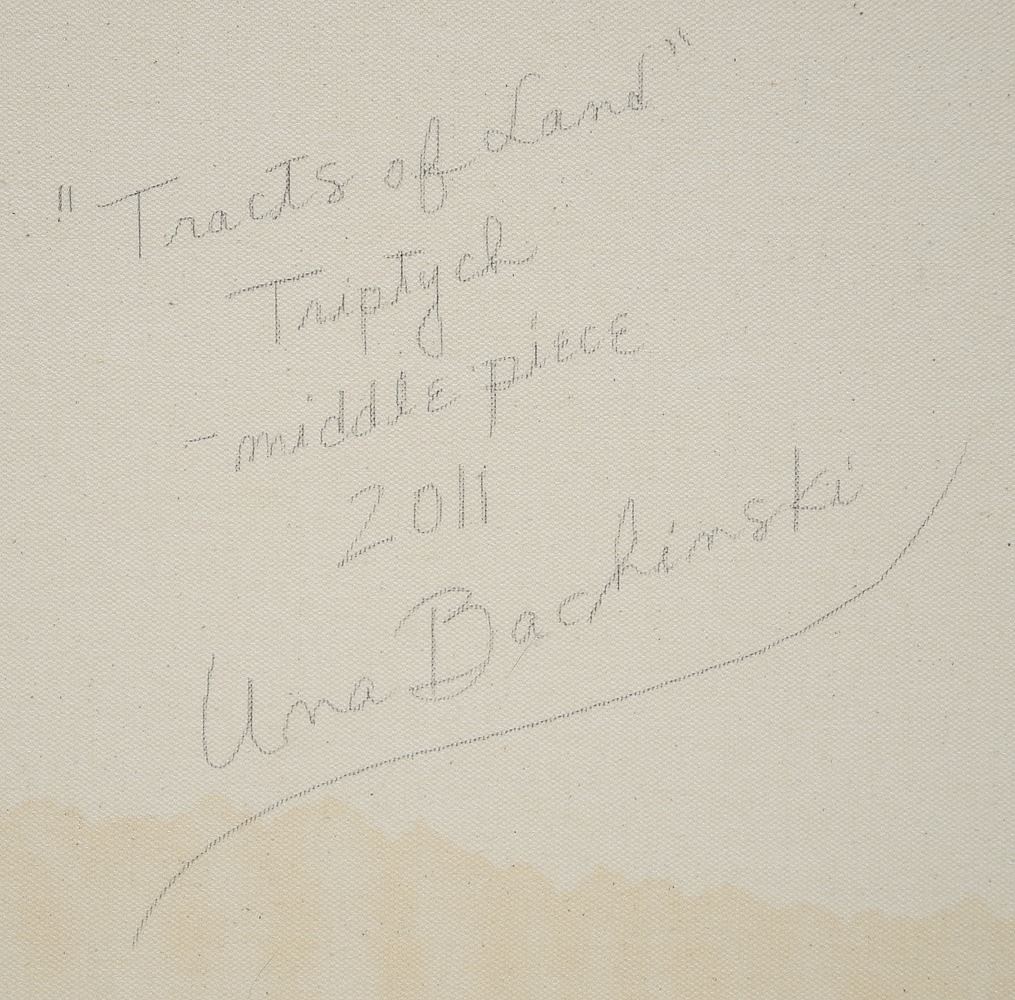 "Tracts of Land"
Triptych
- middle piece
2011
Una Bachinski